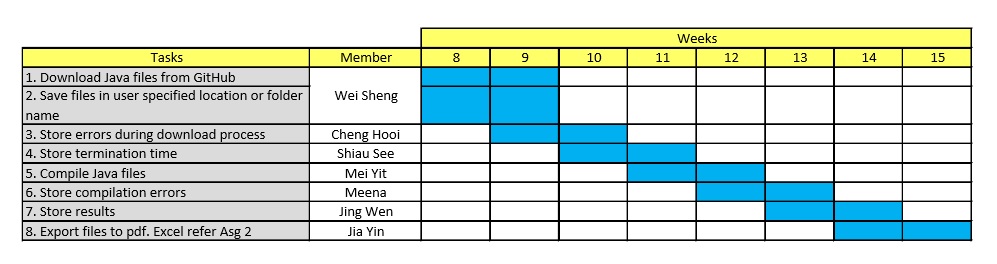 Weeks
Tasks Member 8 9 10 11 12 13 14 15
1. Download Java files from GitHub
2. Save files in user specified location or folder
name
Wei Sheng
3. Store errors during download process Cheng Hooi
4. Store termination time Shiau See
5. Compile Java files Mei Yit
6. Store compilation errors Meena
7. Store results Jing Wen
8. Export files to pdf. Excel refer Asg 2 Jia Yin